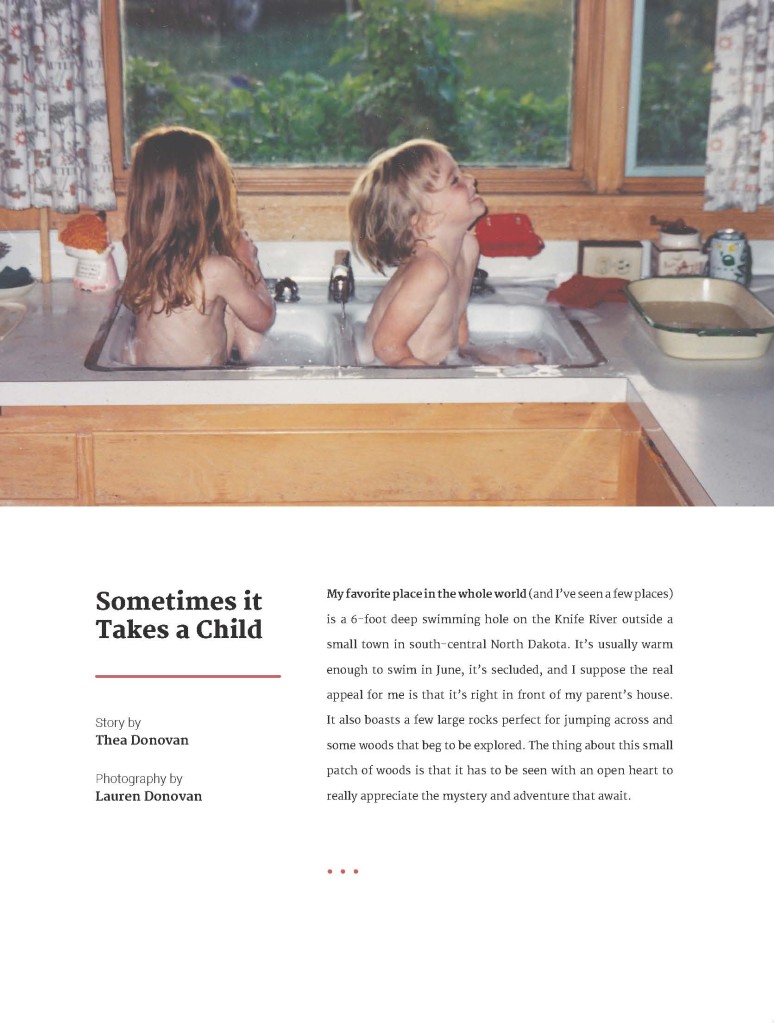 Sometimes it
Takes a Child
Story by
Thea Donovan
Photography by
Lauren Donovan
My favorite place in the whole world (and I've seen a few places)
is a 6-foot deep swimming hole on the Knife River outside a
small town in south-central North Dakota. It's usually warm
enough to swim in June, it's secluded, and I suppose the real
appeal for me is that it's right in front of my parent's house.
It also boasts a few large rocks perfect for jumping across and
some woods that beg to be explored. The thing about this small
patch of woods is that it has to be seen with an open heart to
really appreciate the mystery and adventure that await.